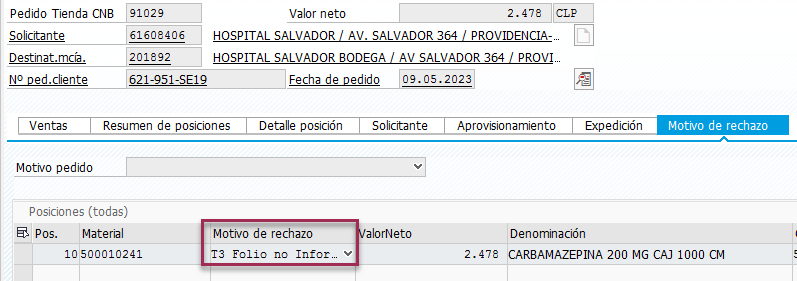 Pedido Tienda CNB 91029 Valor neto 2.478 CLP
Solicitante 61608406 HOSPITAL SALVADOR / AV. SALVADOR 364 / PROVIDENCIA-...
Destinat.mcía. 201892 HOSPITAL SALVADOR BODEGA / AV SALVADOR 364 / PROVI...
Nº ped.cliente 621-951-SE19 Fecha de pedido 09.05.2023
Ventas Resumen de posiciones Detalle posición Solicitante Aprovisionamiento Expedición Motivo de rechazo
Motivo pedido
Posiciones (todas)
Pos. Material Motivo de rechazo ValorNeto Denominación
10 500010241 T3 Folio no Infor... 2.478 CARBAMAZEPINA 200 MG CAJ 1000 CM